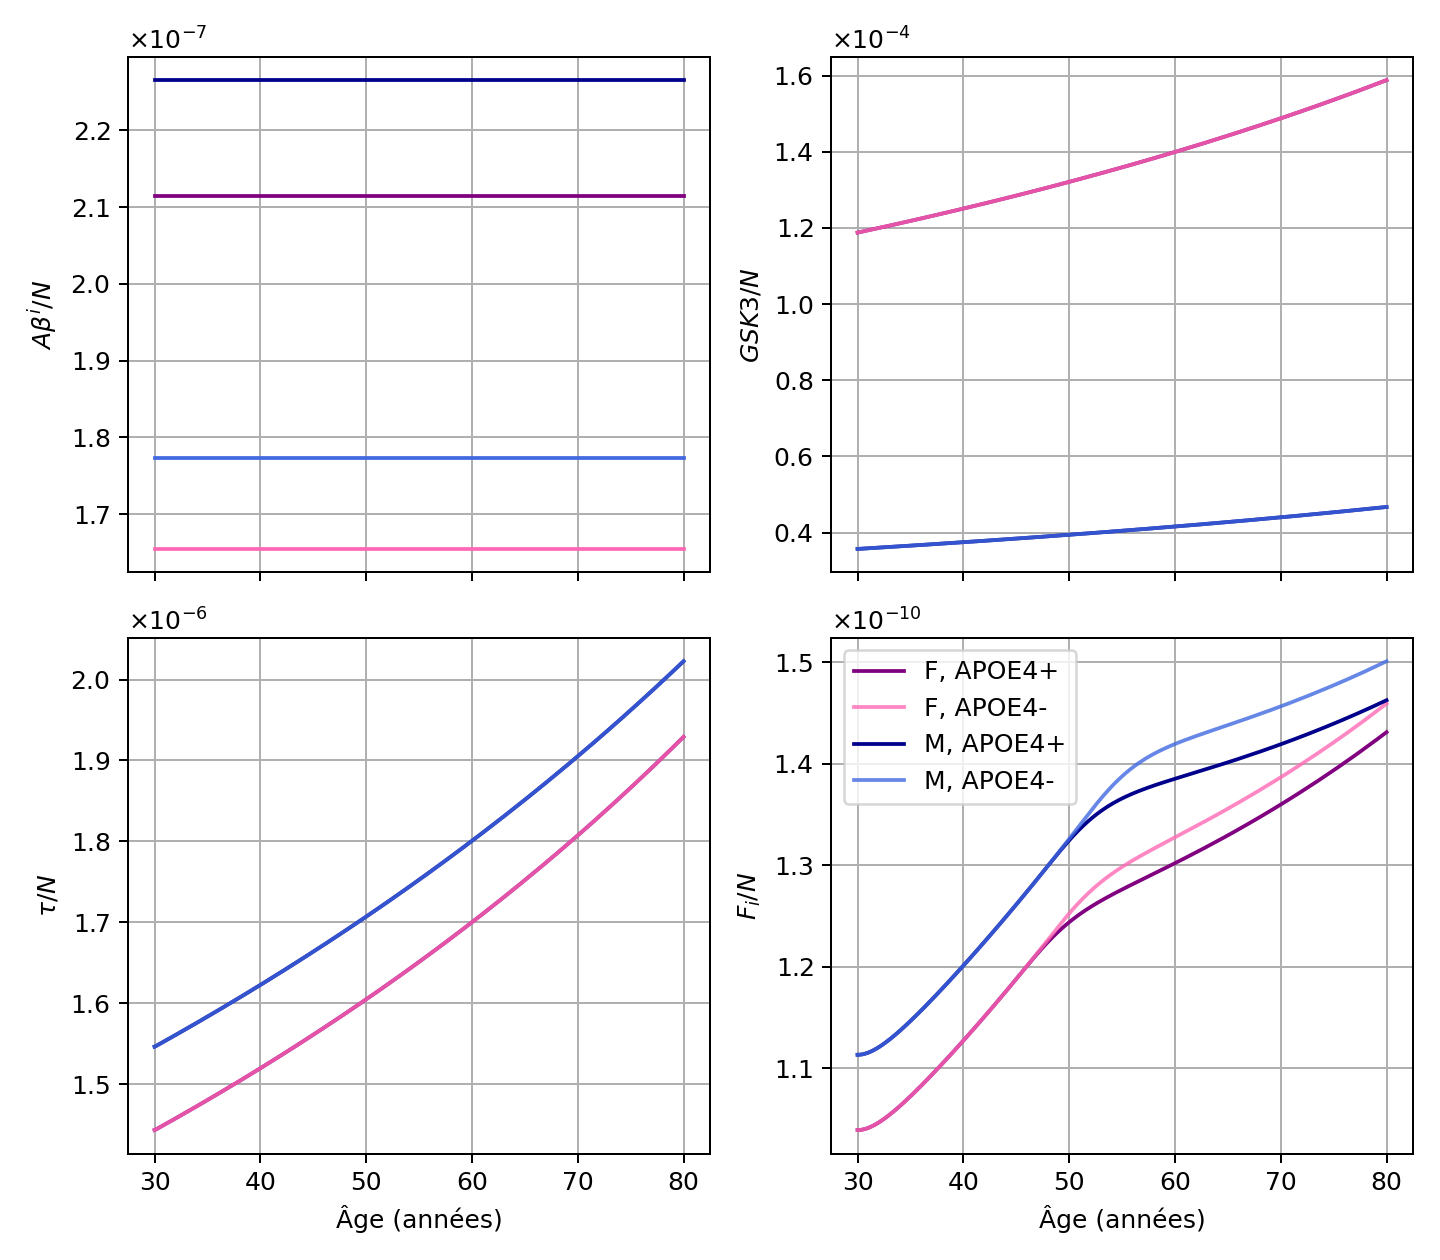 ×10⁻⁷
2.2
2.1
2.0
1.9
1.8
1.7
Aβⁱ/N
×10⁻⁴
1.6
1.4
1.2
1.0
0.8
0.6
0.4
GSK3/N
×10⁻⁶
2.0
1.9
1.8
1.7
1.6
1.5
τ/N
30 40 50 60 70 80
Âge (années)
×10⁻¹⁰
1.5
1.4
1.3
1.2
1.1
Fᵢ/N
F, APOE4+
F, APOE4-
M, APOE4+
M, APOE4-
30 40 50 60 70 80
Âge (années)